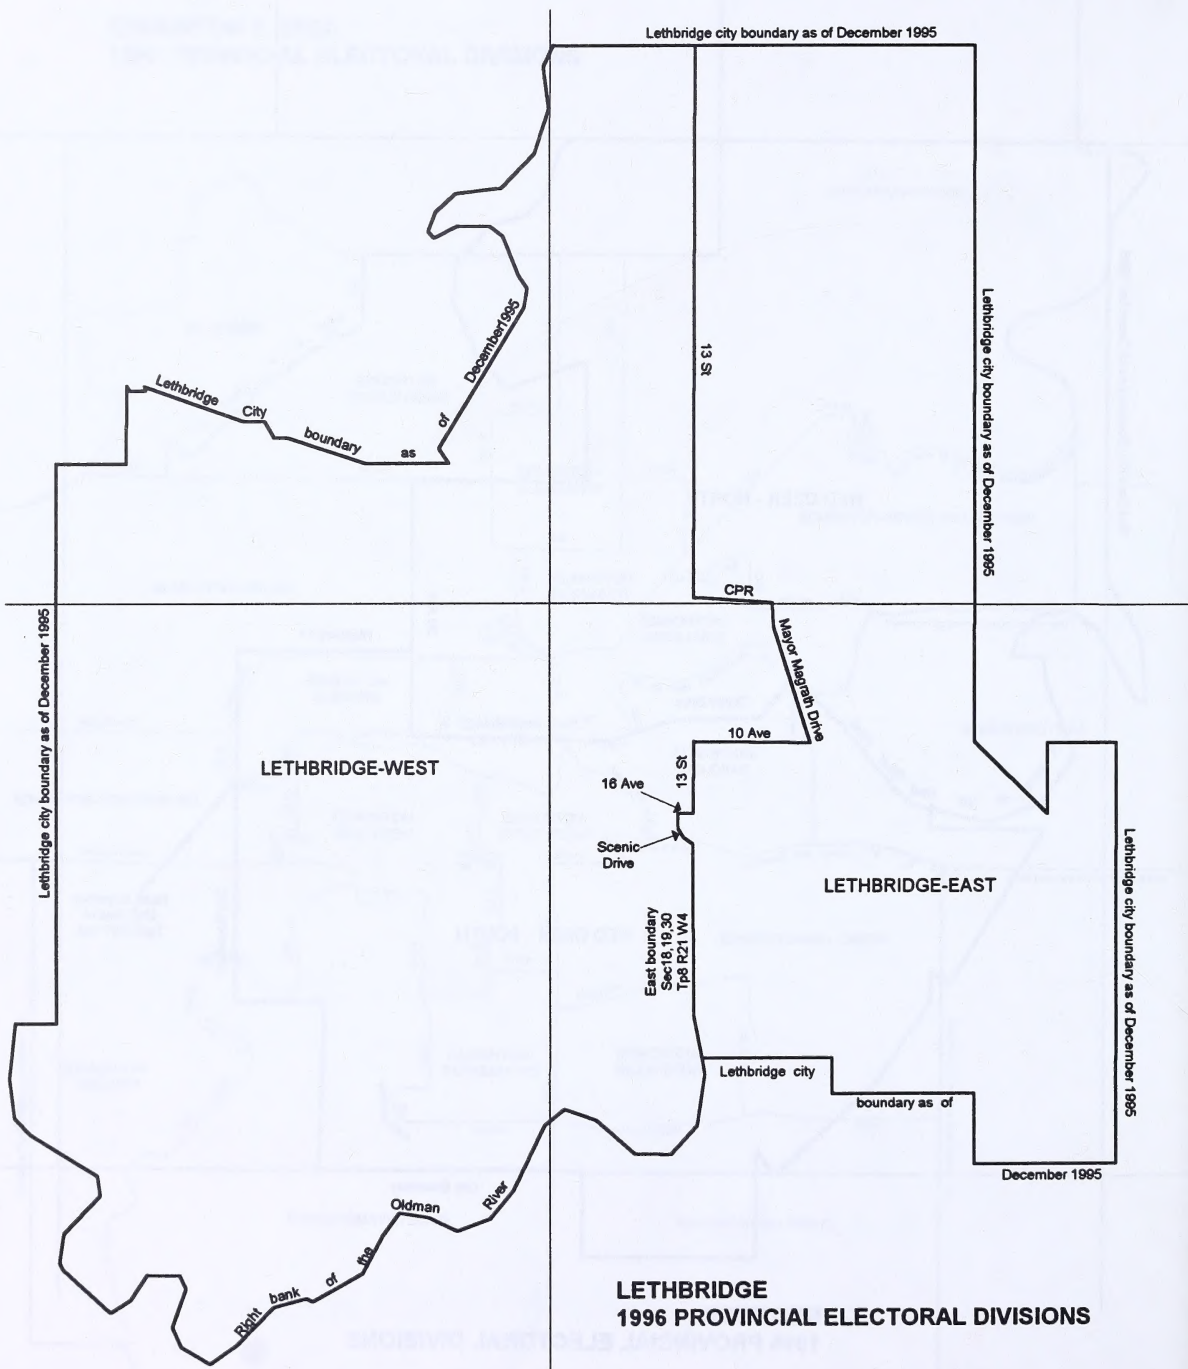 Lethbridge city boundary as of December 1995
Lethbridge City boundary as of December1995
13 St
Lethbridge city boundary as of December 1995
CPR
Mayor Magrath Drive
Lethbridge city boundary as of December 1995
10 Ave
LETHBRIDGE-WEST
13 St
16 Ave
Scenic
Drive
LETHBRIDGE-EAST
Lethbridge city boundary as of December 1995
East boundary
Sec18,19,30
Tp8 R21 W4
Lethbridge city
boundary as of
December 1995
Right bank of the Oldman River
LETHBRIDGE
1996 PROVINCIAL ELECTORAL DIVISIONS